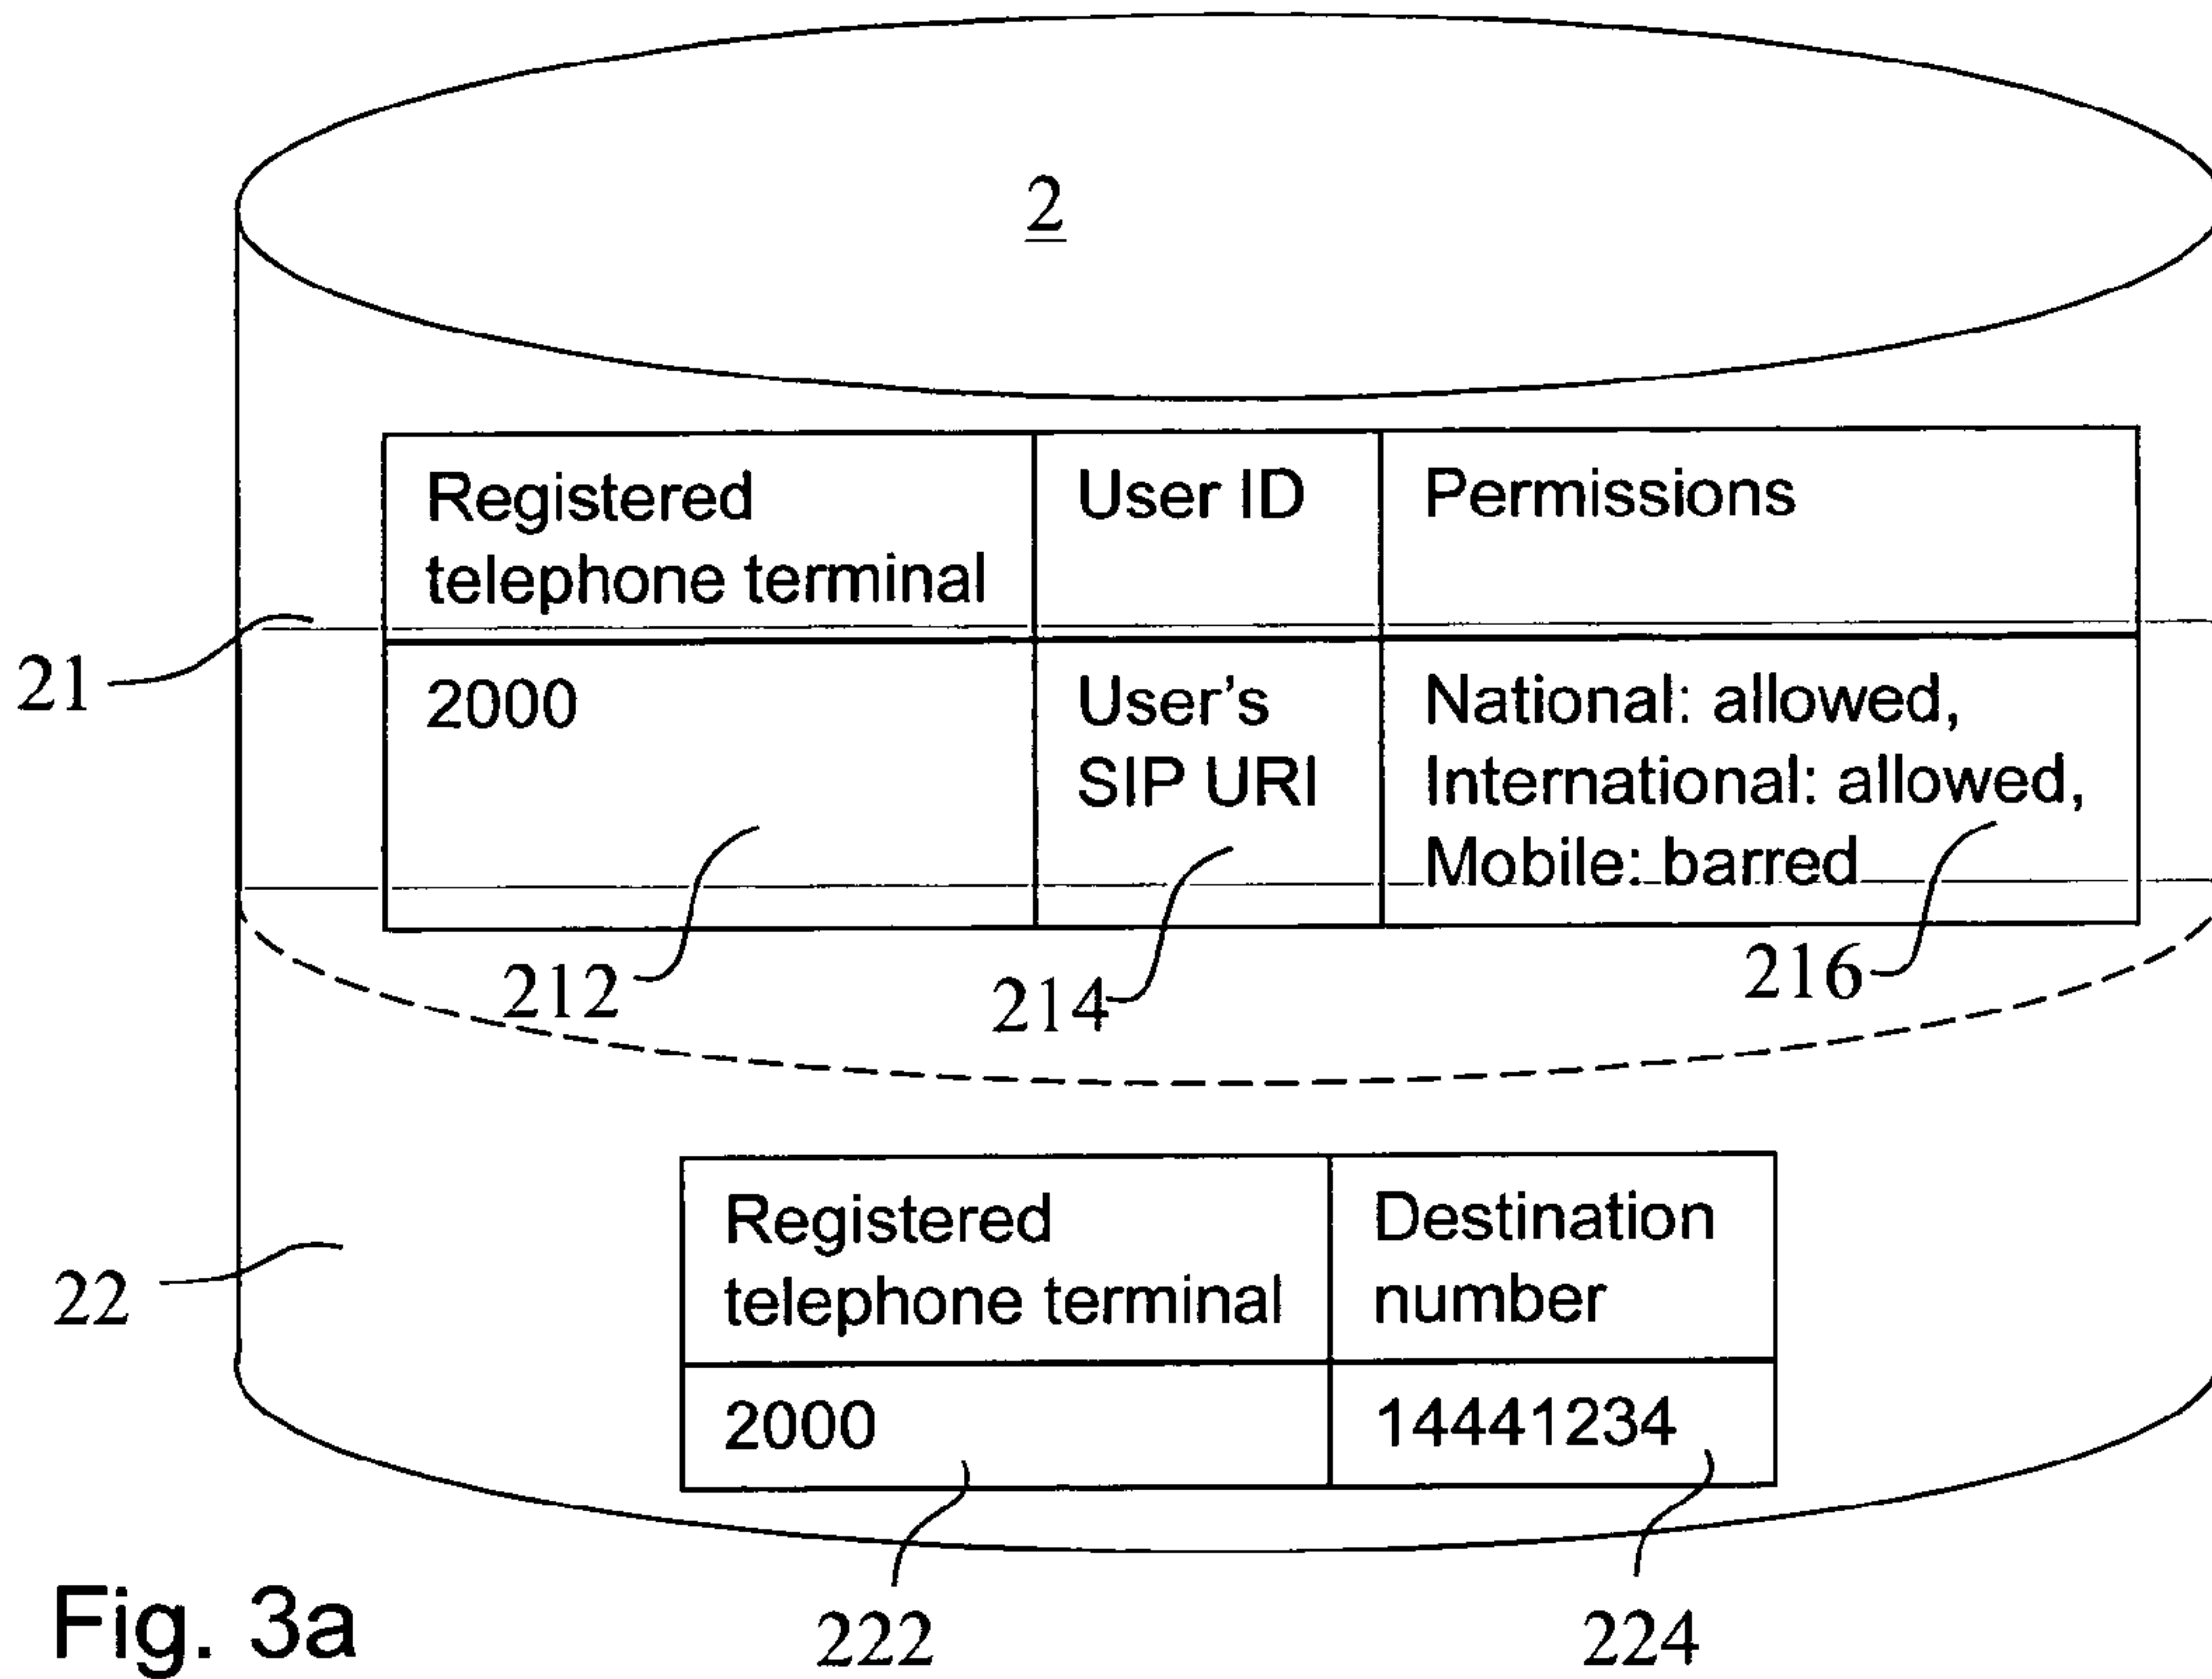 2
Registered
telephone terminal
User ID
Permissions
21
2000
User's
SIP URI
National: allowed,
International: allowed,
Mobile: barred
212
214
216
Registered
telephone terminal
Destination
number
22
2000
14441234
222
224
Fig. 3a